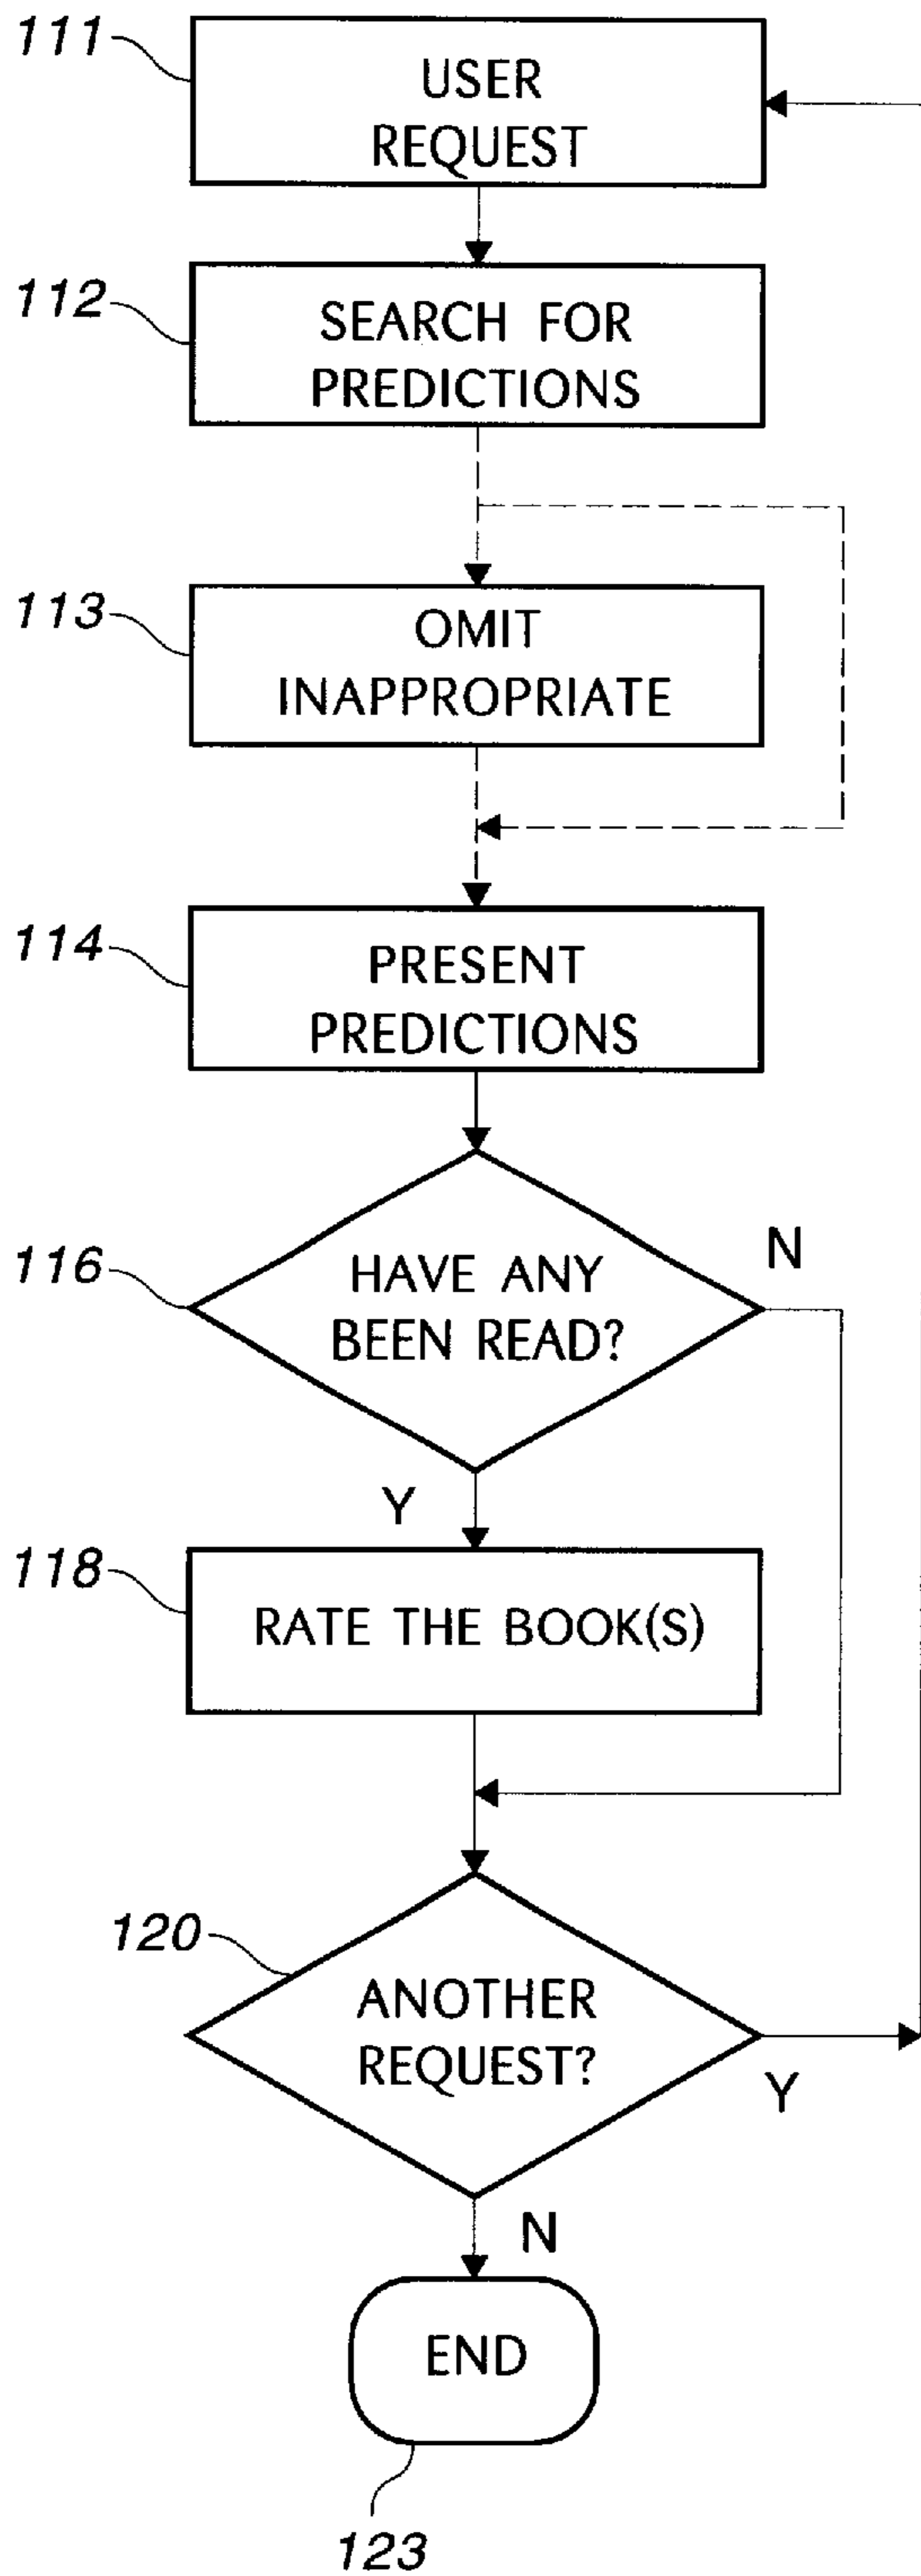 111
USER
REQUEST
112
SEARCH FOR
PREDICTIONS
113
OMIT
INAPPROPRIATE
114
PRESENT
PREDICTIONS
116
HAVE ANY
BEEN READ?
N
Y
118
RATE THE BOOK(S)
120
ANOTHER
REQUEST?
Y
N
END
123